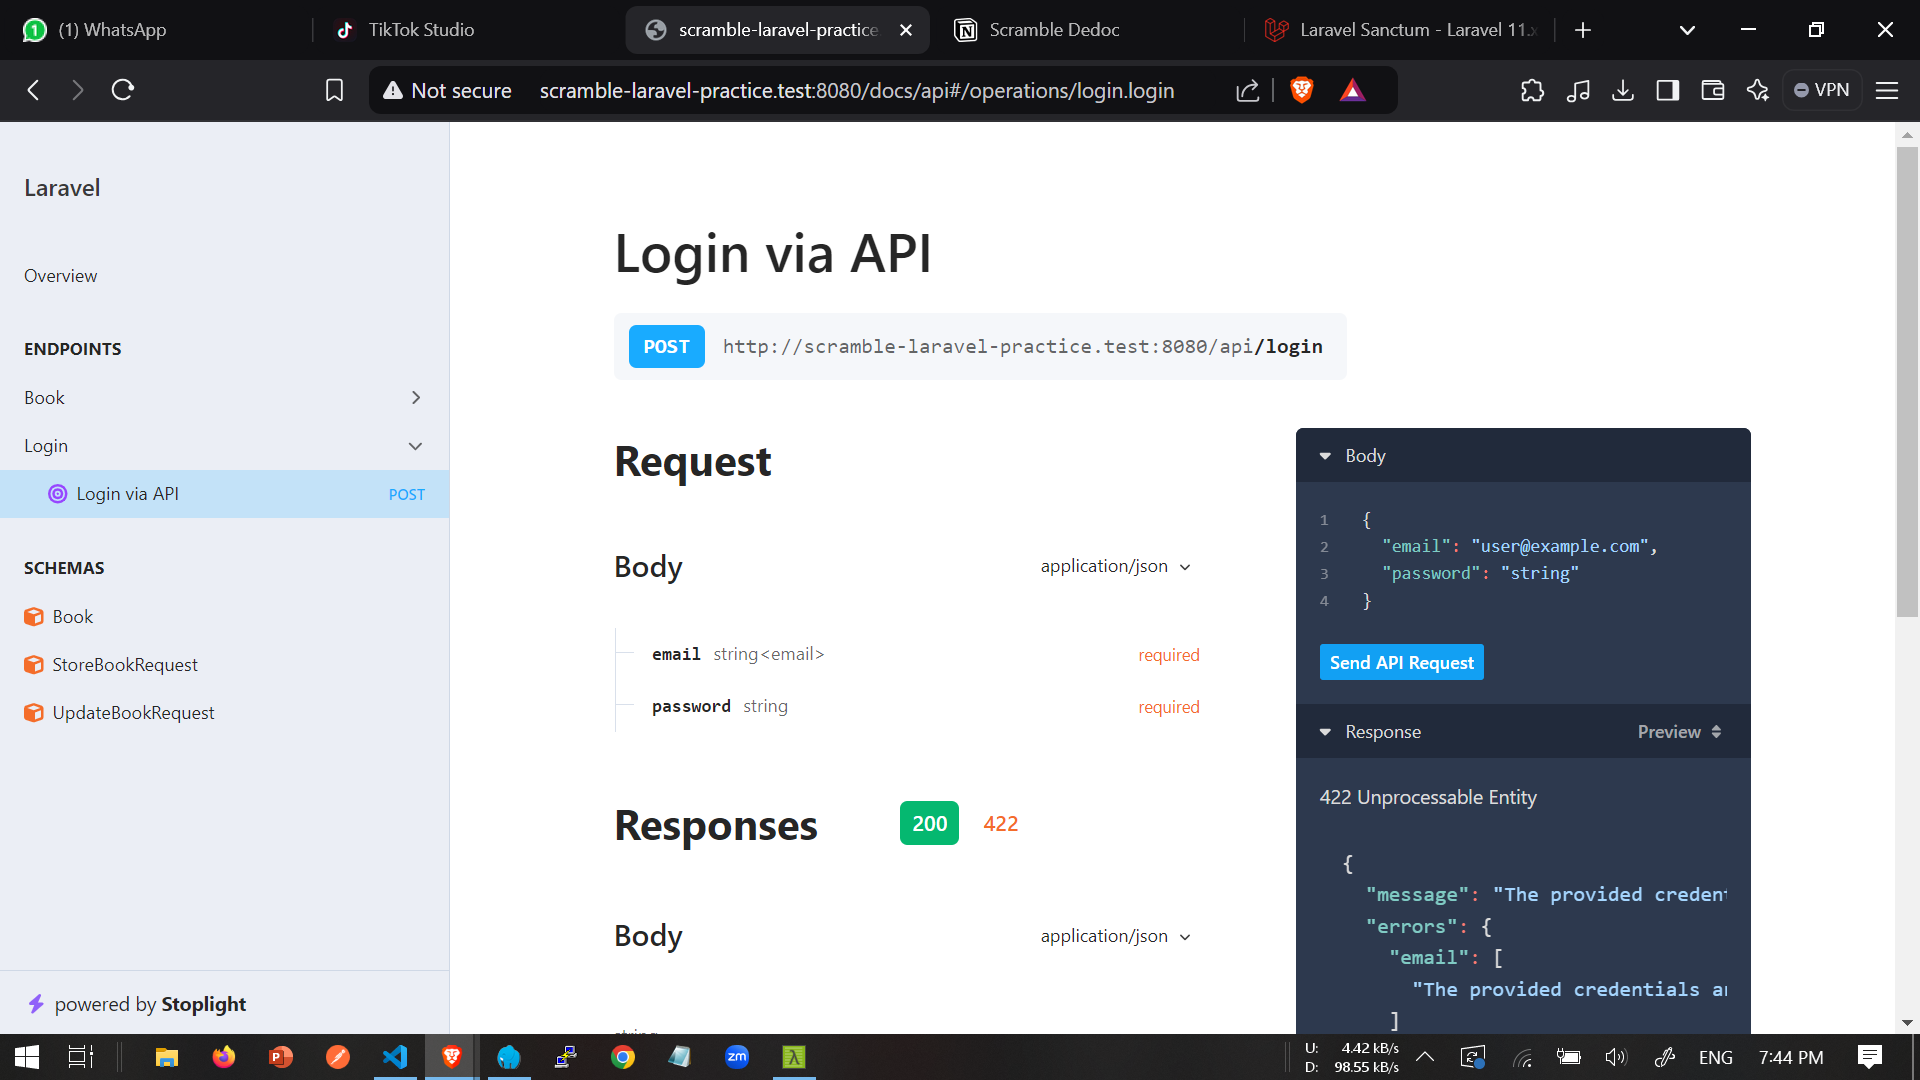 (1) WhatsApp
TikTok Studio
scramble-laravel-practice.
Scramble Dedoc
Laravel Sanctum - Laravel 11.x
Not secure
scramble-laravel-practice.test:8080/docs/api#/operations/login.login
VPN
Laravel
Overview
ENDPOINTS
Book
Login
Login via API POST
SCHEMAS
Book
StoreBookRequest
UpdateBookRequest
powered by Stoplight
Login via API
POST http://scramble-laravel-practice.test:8080/api/login
Request
Body application/json
email string<email> required
password string required
Responses 200 422
Body application/json
string
Body
1 {
2 "email": "user@example.com",
3 "password": "string"
4 }
Send API Request
Response Preview
422 Unprocessable Entity
{
"message": "The provided credent
"errors": {
"email": [
"The provided credentials ar
]
U: 4.42 kB/s
D: 98.55 kB/s
ENG
7:44 PM